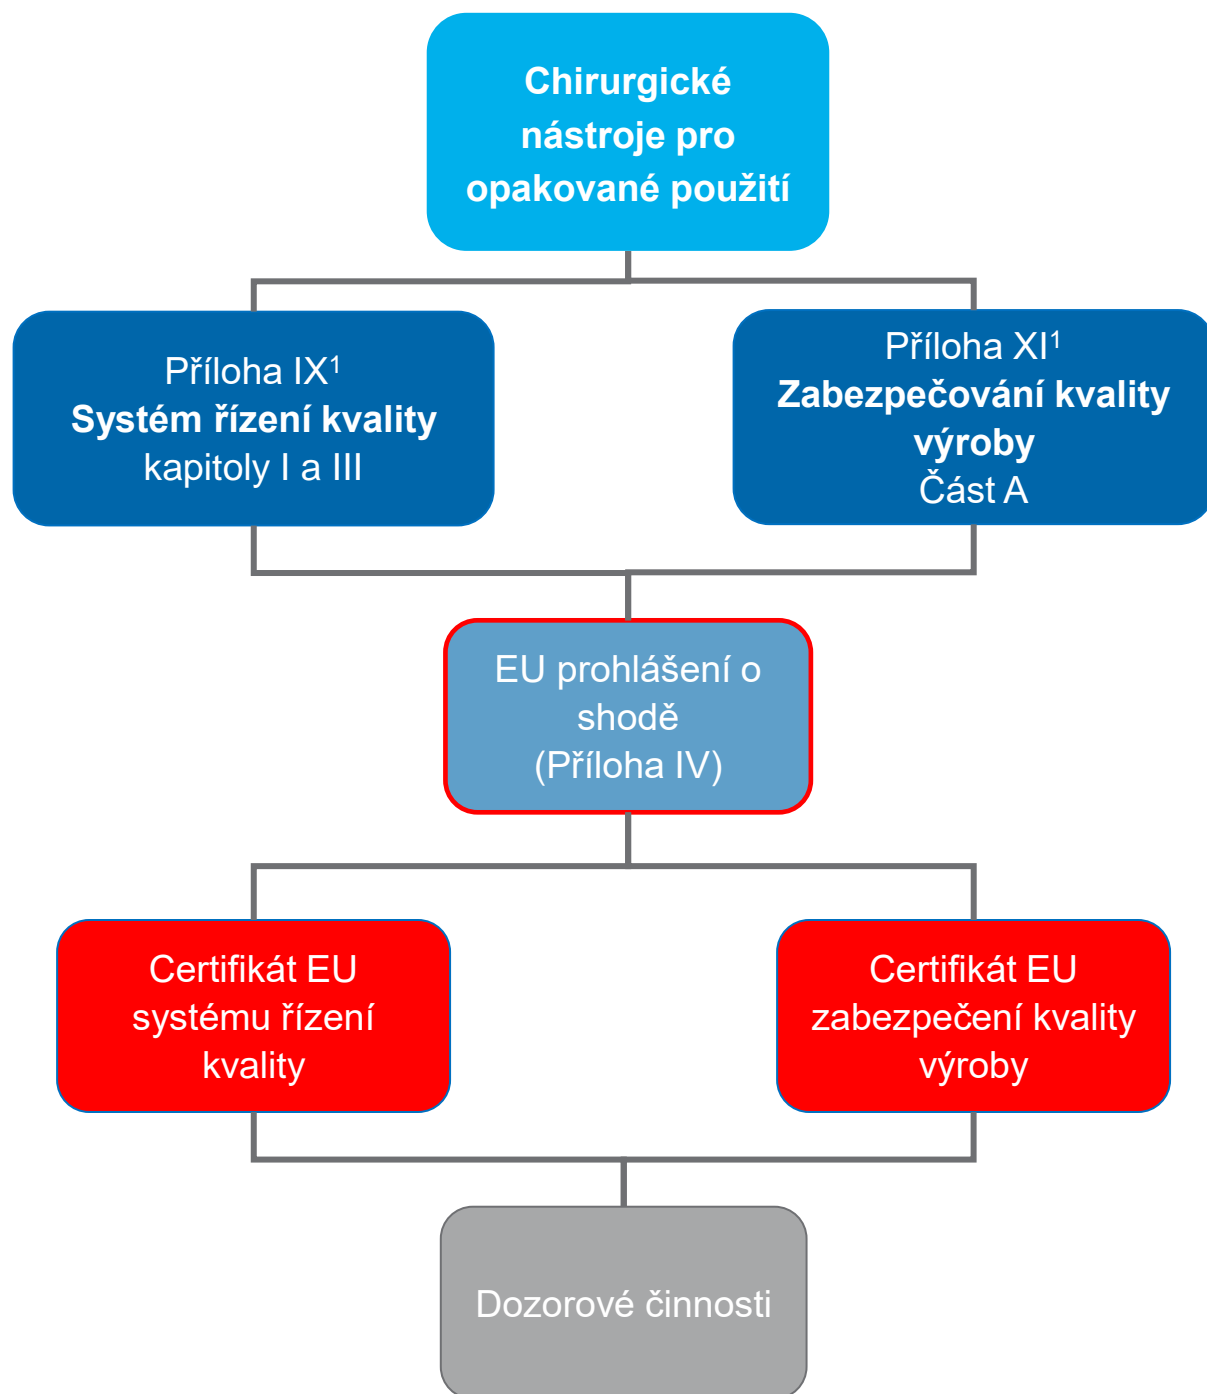 Chirurgické
nástroje pro
opakované použití
Příloha IX¹
Systém řízení kvality
kapitoly I a III
Příloha XI¹
Zabezpečování kvality
výroby
Část A
EU prohlášení o
shodě
(Příloha IV)
Certifikát EU
systému řízení
kvality
Certifikát EU
zabezpečení kvality
výroby
Dozorové činnosti